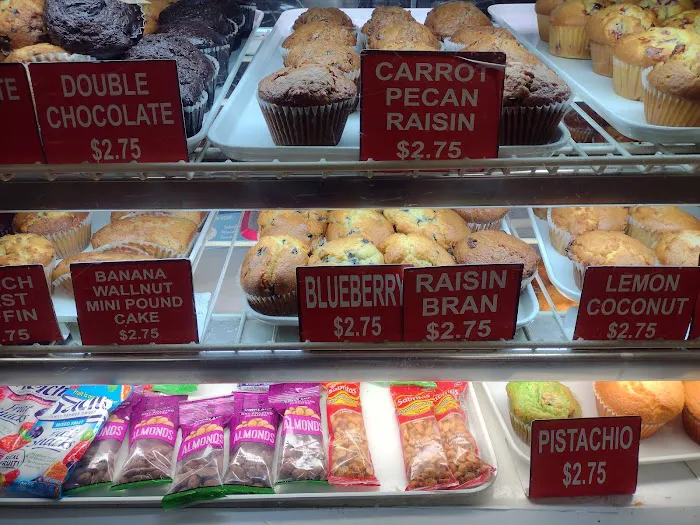 DOUBLE
CHOCOLATE
$2.75
CARROT
PECAN
RAISIN
$2.75
BANANA
WALLNUT
MINI POUND
CAKE
$2.75
BLUEBERRY
$2.75
RAISIN
BRAN
$2.75
LEMON
COCONUT
$2.75
ALMONDS
ALMONDS
ALMONDS
ALMONDS
ALMONDS
PISTACHIO
$2.75